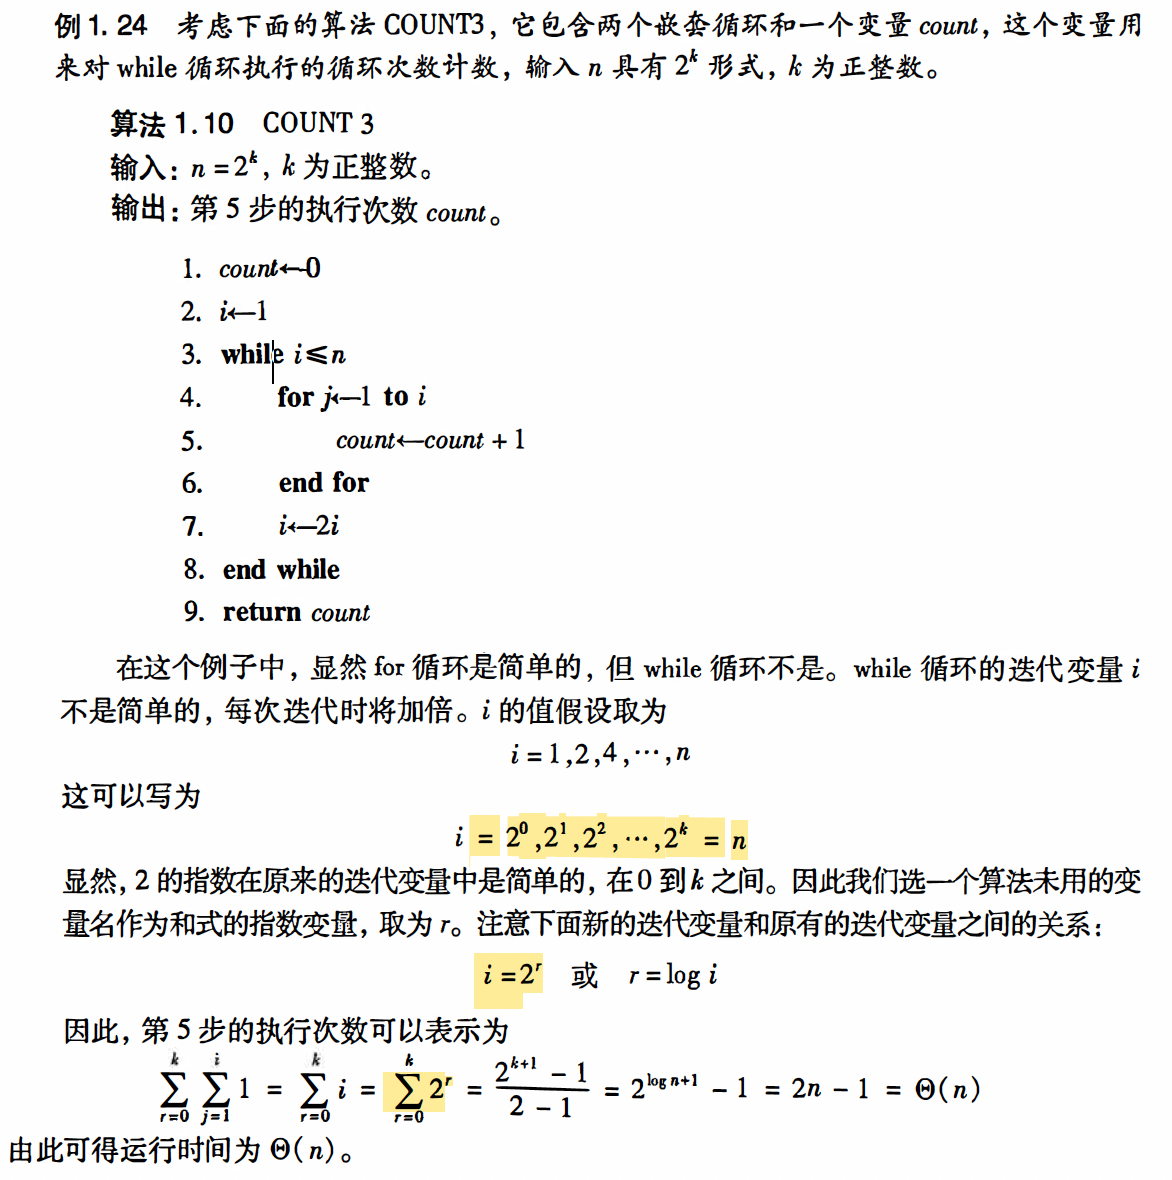 例1.24 考虑下面的算法 COUNT3，它包含两个嵌套循环和一个变量 count，这个变量用
来对 while 循环执行的循环次数计数，输入 n 具有 2^k 形式，k 为正整数。
算法1.10 COUNT 3
输入：n = 2^k，k 为正整数。
输出：第 5 步的执行次数 count。
1. count←0
2. i←1
3. while i≤n
4. for j←1 to i
5. count←count + 1
6. end for
7. i←2i
8. end while
9. return count
在这个例子中，显然 for 循环是简单的，但 while 循环不是。while 循环的迭代变量 i
不是简单的，每次迭代时将加倍。i 的值假设取为
i = 1,2,4,⋯,n
这可以写为
i = 2^0,2^1,2^2,⋯,2^k = n
显然，2 的指数在原来的迭代变量中是简单的，在0 到 k 之间。因此我们选一个算法未用的变
量名作为和式的指数变量，取为 r。注意下面新的迭代变量和原有的迭代变量之间的关系：
i = 2^r 或 r = log i
因此，第 5 步的执行次数可以表示为
∑_{r=0}^{k} ∑_{j=1}^{i} 1 = ∑_{r=0}^{k} i = ∑_{r=0}^{k} 2^r = (2^{k+1} − 1)/(2 − 1) = 2^{log n+1} − 1 = 2n − 1 = Θ(n)
由此可得运行时间为 Θ(n)。